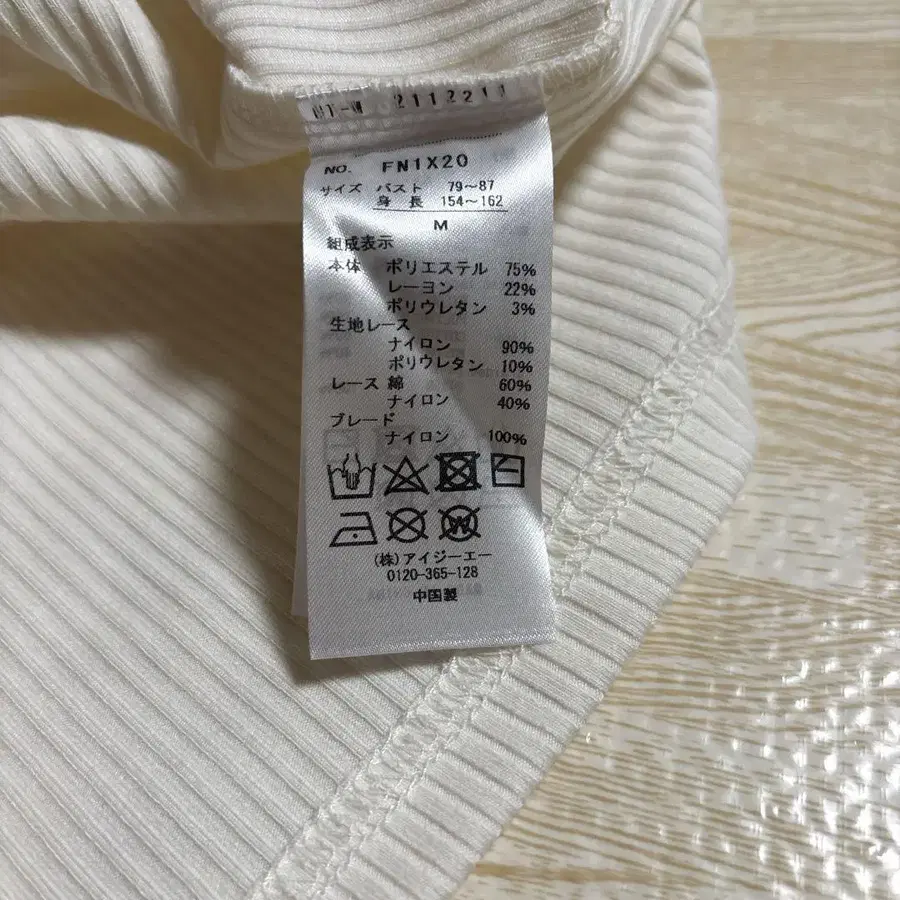 2112211
NO. FN1X20
サイズ バスト 79～87
身 長 154～162
M
組成表示
本体 ポリエステル 75%
レーヨン 22%
ポリウレタン 3%
生地レース
ナイロン 90%
ポリウレタン 10%
レース 綿 60%
ナイロン 40%
ブレード
ナイロン 100%
W
(株)アイジーエー
0120-365-128
中国製